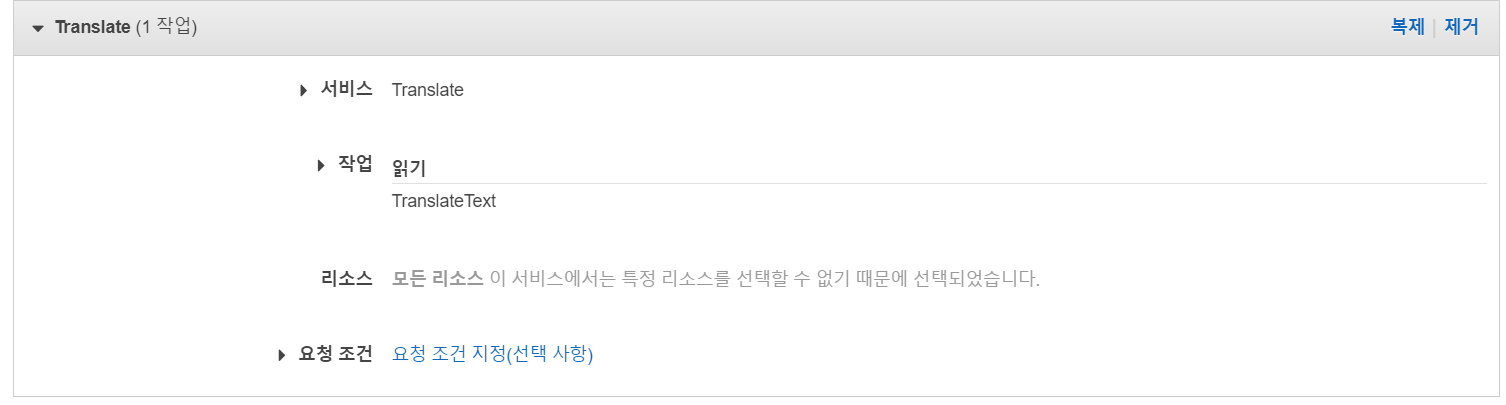 Translate (1 작업)
복제 | 제거
서비스 Translate
작업 읽기
TranslateText
리소스 모든 리소스 이 서비스에서는 특정 리소스를 선택할 수 없기 때문에 선택되었습니다.
요청 조건 요청 조건 지정(선택 사항)